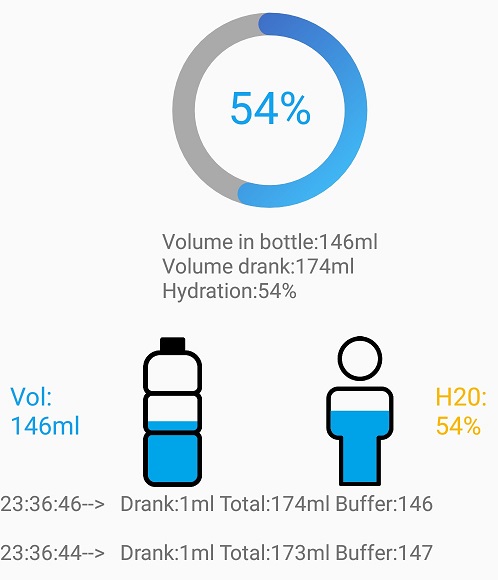 54%
Volume in bottle:146ml
Volume drank:174ml
Hydration:54%
Vol:
146ml
H20:
54%
23:36:46--> Drank:1ml Total:174ml Buffer:146
23:36:44--> Drank:1ml Total:173ml Buffer:147